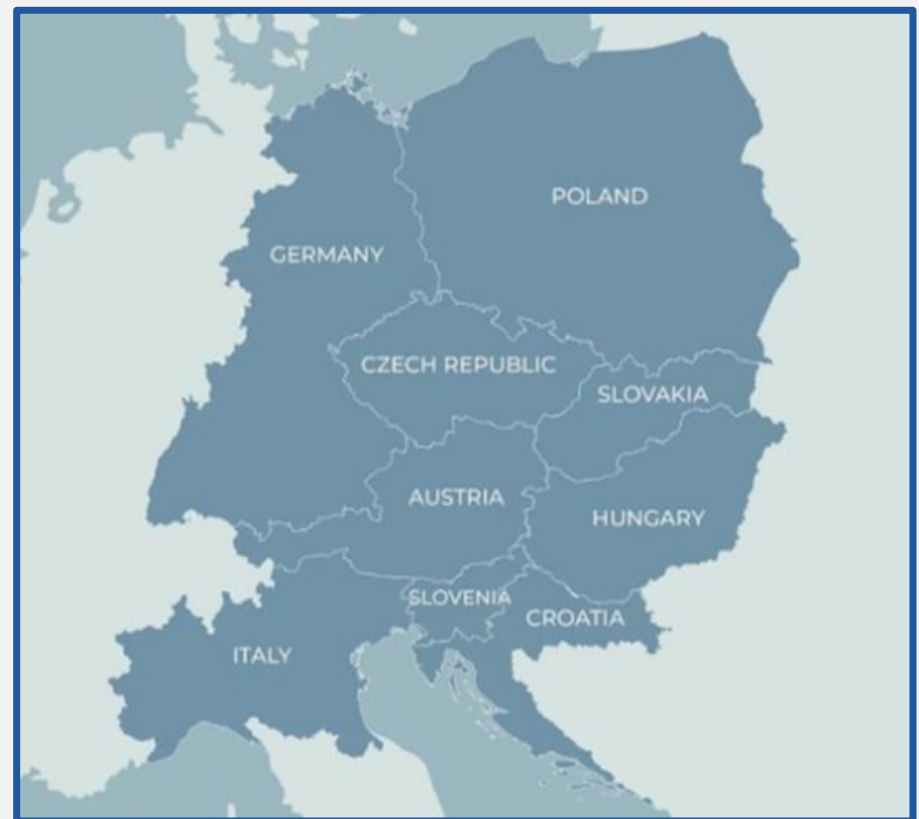 POLAND
GERMANY
CZECH REPUBLIC
SLOVAKIA
AUSTRIA
HUNGARY
SLOVENIA
CROATIA
ITALY